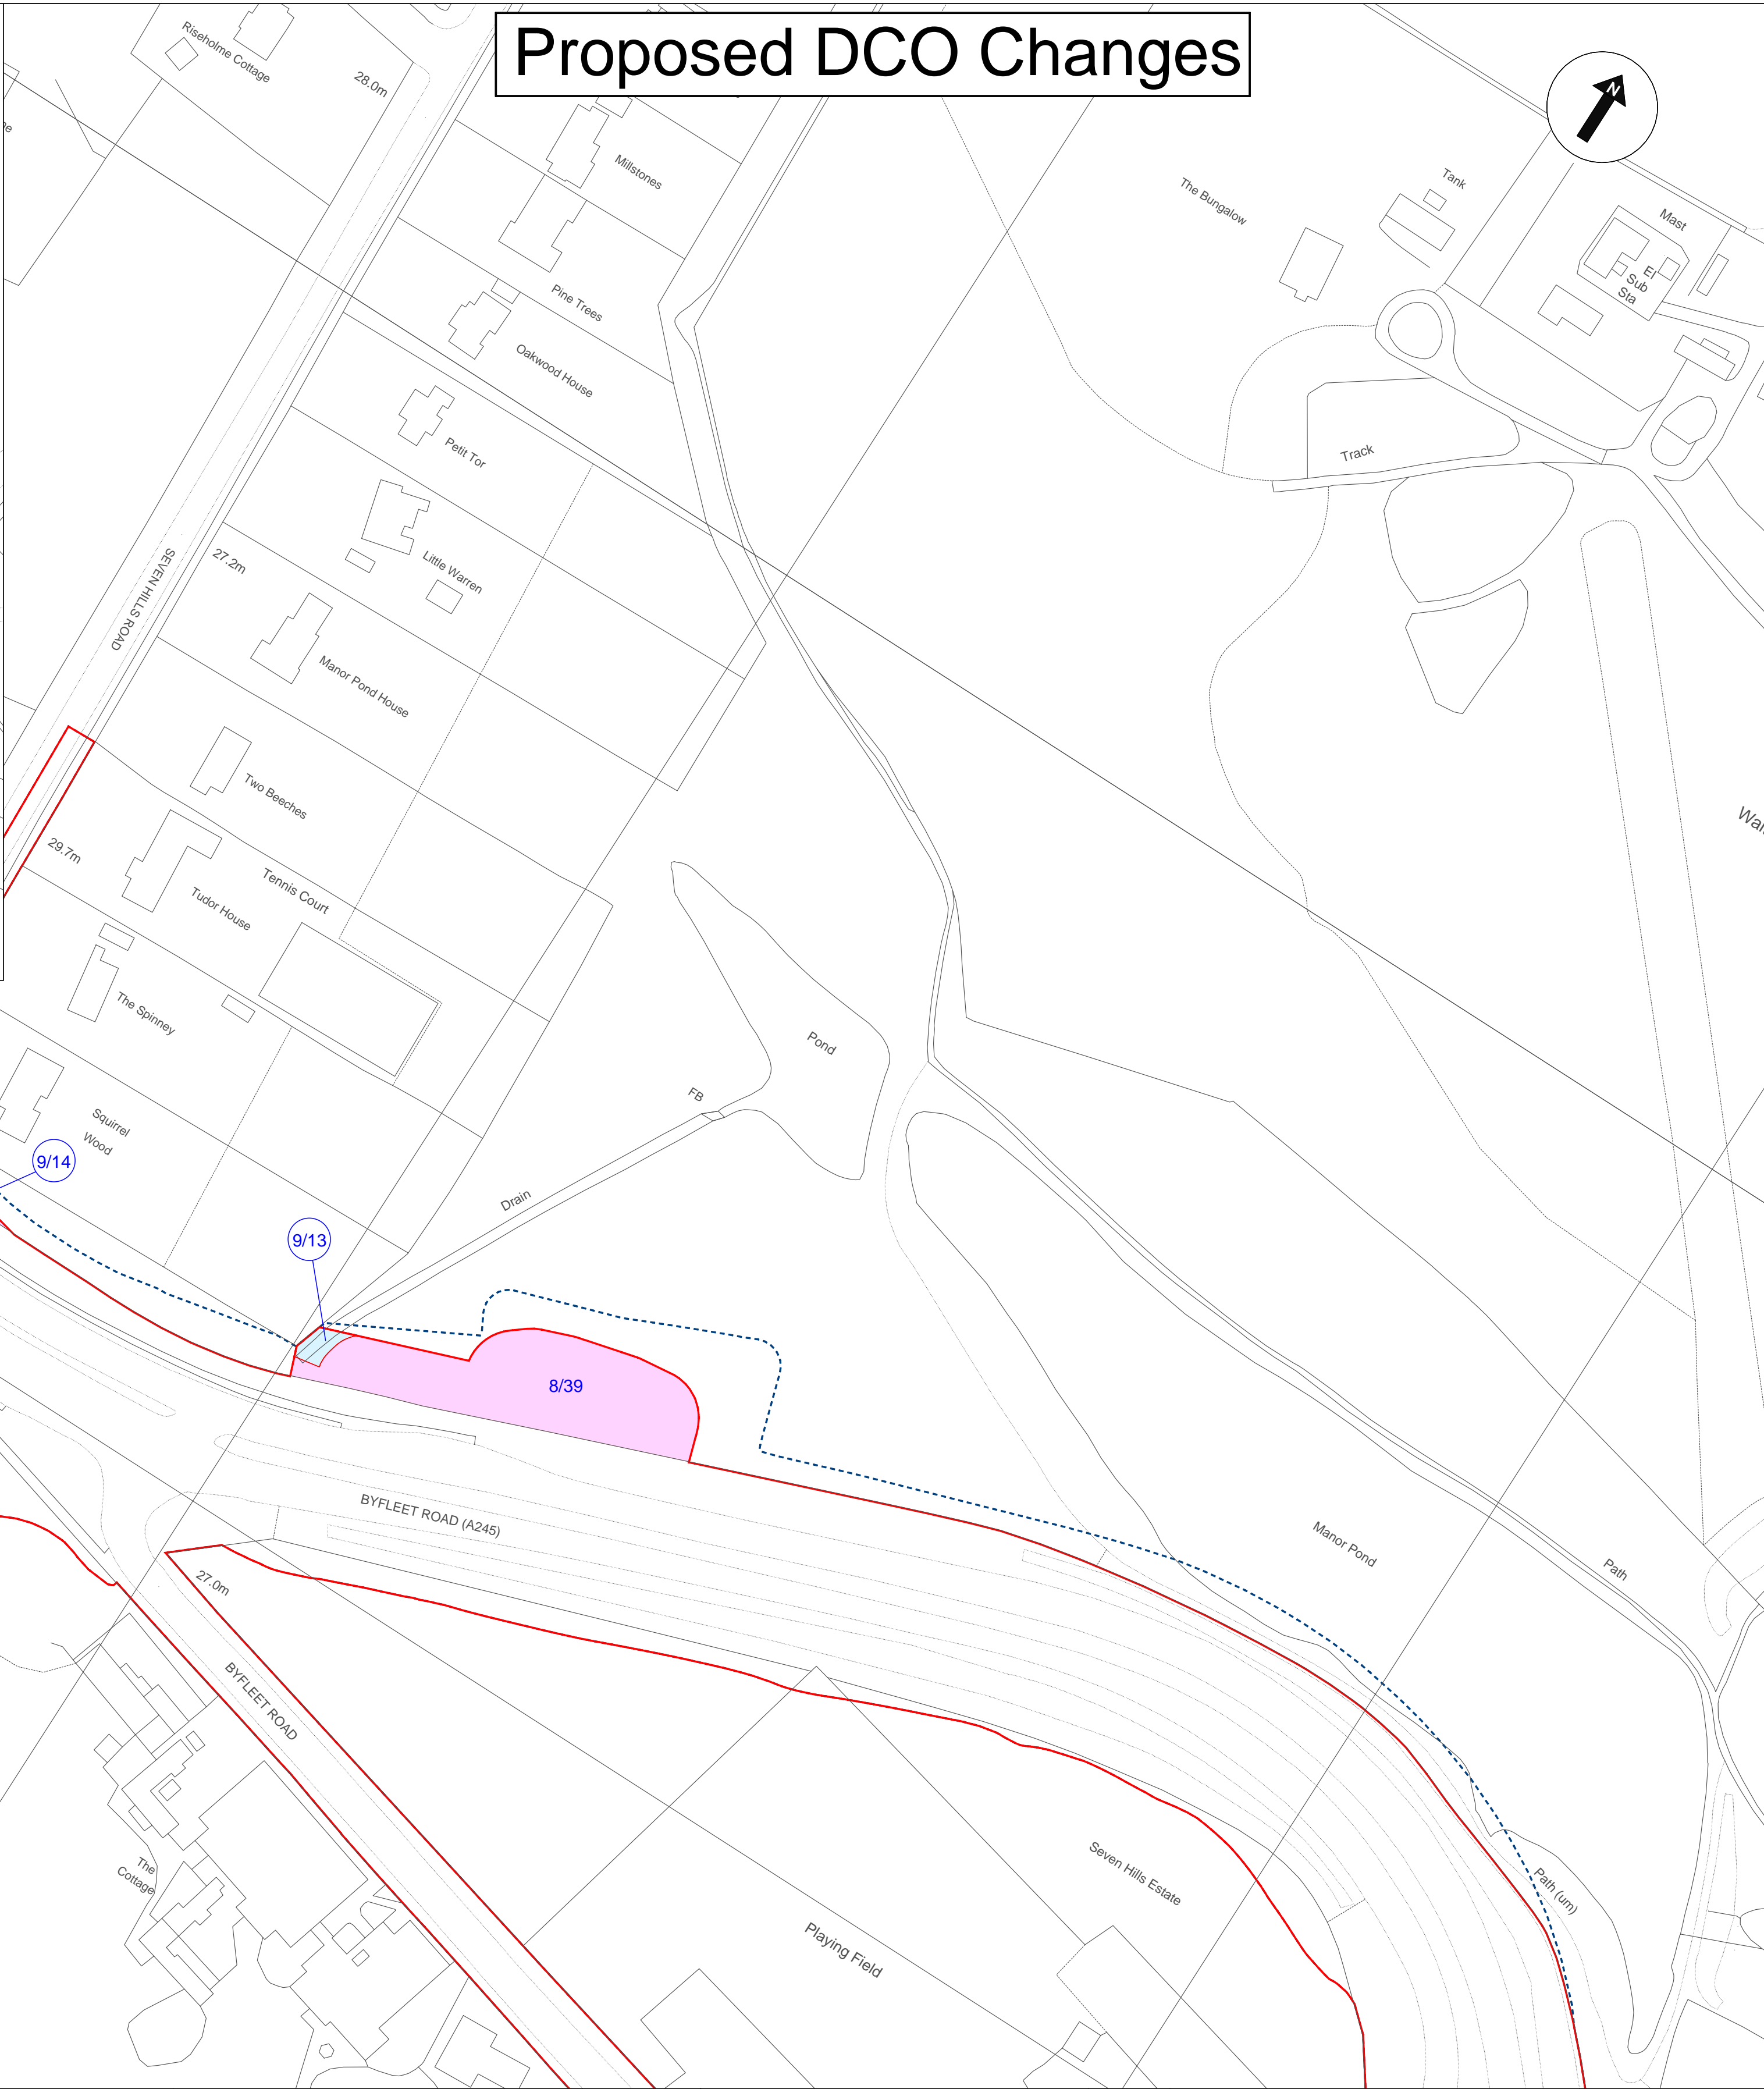 Proposed DCO Changes
N
Riseholme Cottage
28.0m
Millstones
The Bungalow
Tank
Mast
El
Sub
Sta
Pine Trees
Oakwood House
Petit Tor
Track
SEVEN HILLS ROAD
27.2m
Little Warren
Manor Pond House
Two Beeches
29.7m
Tennis Court
Tudor House
The Spinney
Pond
FB
Squirrel
Wood
9/14
Drain
9/13
8/39
BYFLEET ROAD (A245)
Manor Pond
Path
27.0m
BYFLEET ROAD
The
Cottage
Seven Hills Estate
Path (um)
Playing Field